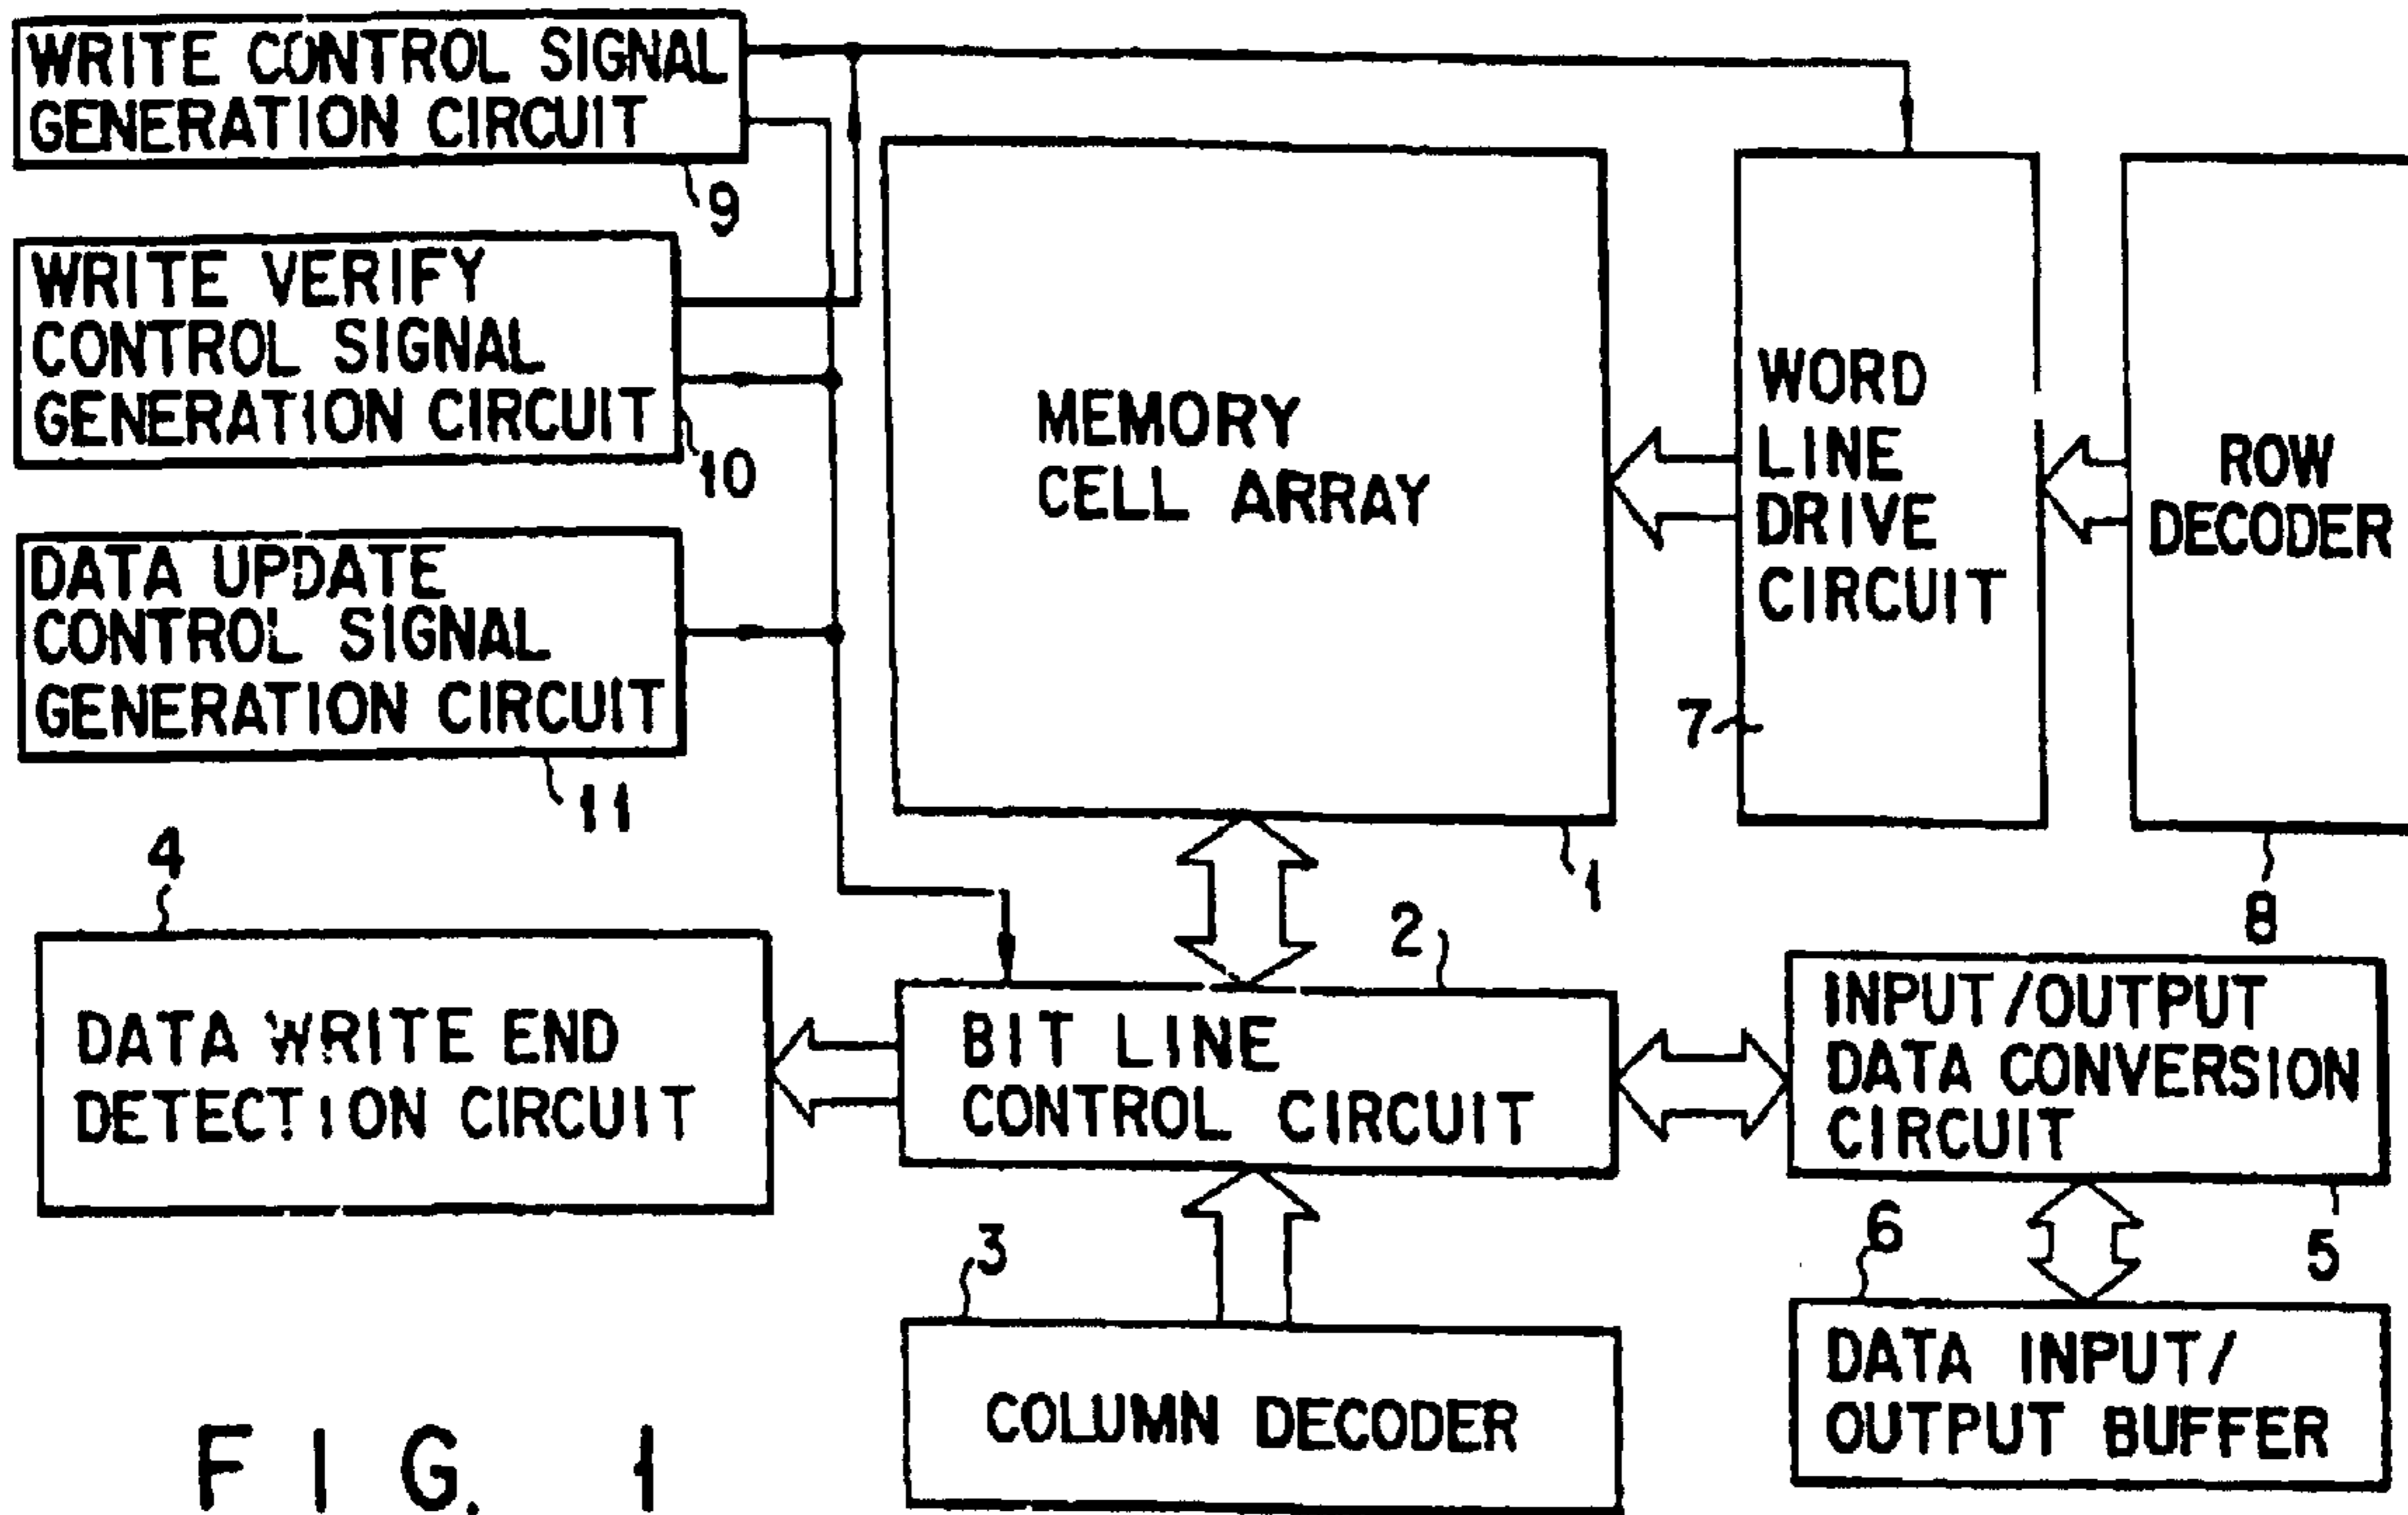 WRITE CONTROL SIGNAL
GENERATION CIRCUIT
9
WRITE VERIFY
CONTROL SIGNAL
GENERATION CIRCUIT
10
DATA UPDATE
CONTROL SIGNAL
GENERATION CIRCUIT
11
MEMORY
CELL ARRAY
1
WORD
LINE
DRIVE
CIRCUIT
7
ROW
DECODER
8
4
DATA WRITE END
DETECTION CIRCUIT
2
BIT LINE
CONTROL CIRCUIT
INPUT/OUTPUT
DATA CONVERSION
CIRCUIT
5
3
COLUMN DECODER
6
DATA INPUT/
OUTPUT BUFFER
FIG. 1